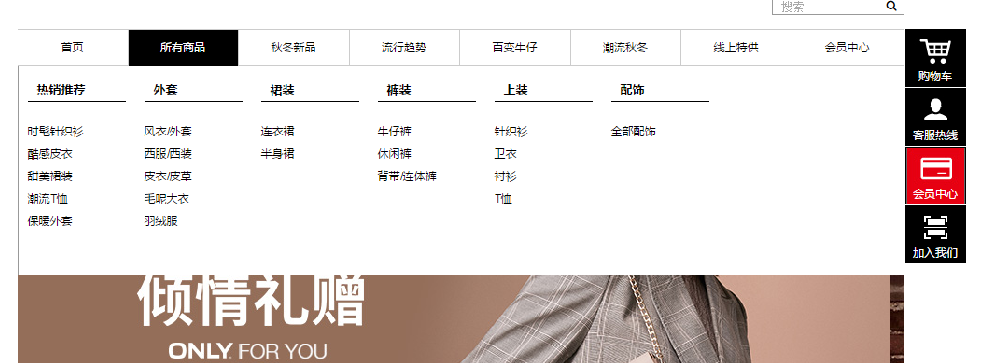 搜索
首页 所有商品 秋冬新品 流行趋势 百变牛仔 潮流秋冬 线上特供 会员中心
购物车
客服热线
会员中心
加入我们
热销推荐 外套 裙装 裤装 上装 配饰
时髦针织衫 风衣/外套 连衣裙 牛仔裤 针织衫 全部配饰
酷感皮衣 西服/西装 半身裙 休闲裤 卫衣
甜美裙装 皮衣/皮草 背带/连体裤 衬衫
潮流T恤 毛呢大衣 T恤
保暖外套 羽绒服
倾情礼赠
ONLY FOR YOU